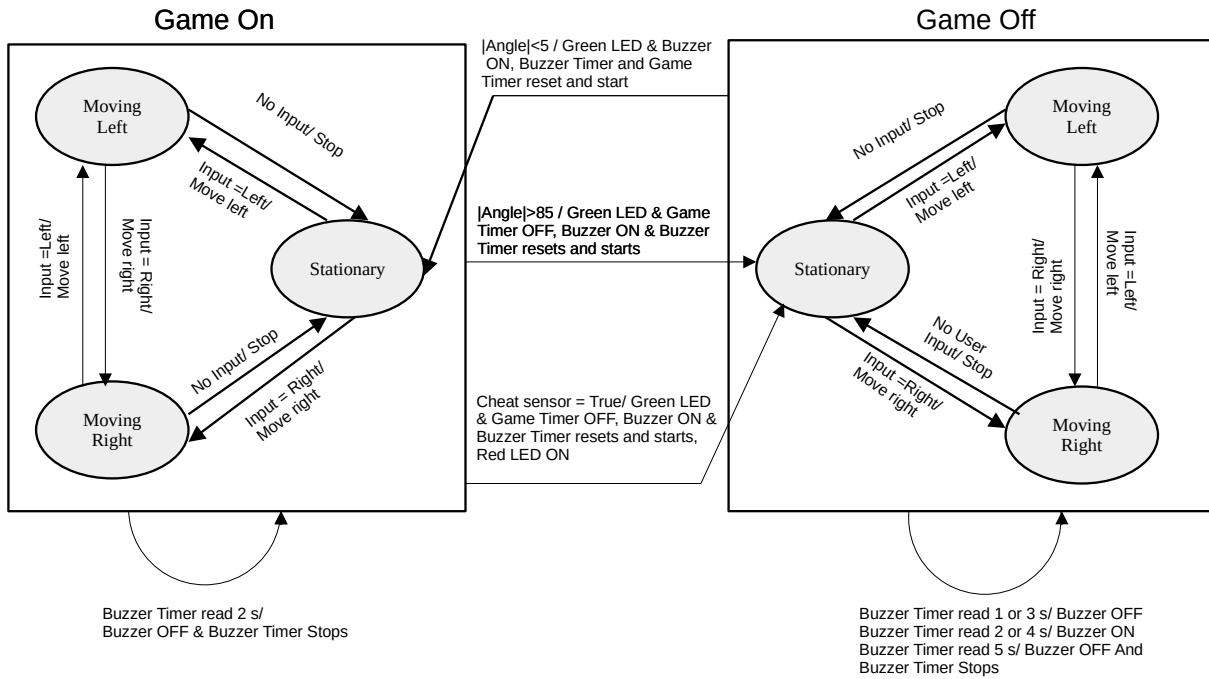 Game On
Game Off
Moving
Left
No Input/ Stop
Input =Left/
Move left
Input =Left/
Move left
Input = Right/
Move right
Stationary
No Input/ Stop
Input = Right/
Move right
Moving
Right
Buzzer Timer read 2 s/
Buzzer OFF & Buzzer Timer Stops
|Angle|<5 / Green LED & Buzzer
ON, Buzzer Timer and Game
Timer reset and start
|Angle|>85 / Green LED & Game
Timer OFF, Buzzer ON & Buzzer
Timer resets and starts
Cheat sensor = True/ Green LED
& Game Timer OFF, Buzzer ON &
Buzzer Timer resets and starts,
Red LED ON
Moving
Left
No Input/ Stop
Input =Left/
Move left
Stationary
Input = Right/
Move right
Input =Left/
Move left
No User
Input/ Stop
Input =Right/
Move right
Moving
Right
Buzzer Timer read 1 or 3 s/ Buzzer OFF
Buzzer Timer read 2 or 4 s/ Buzzer ON
Buzzer Timer read 5 s/ Buzzer OFF And
Buzzer Timer Stops